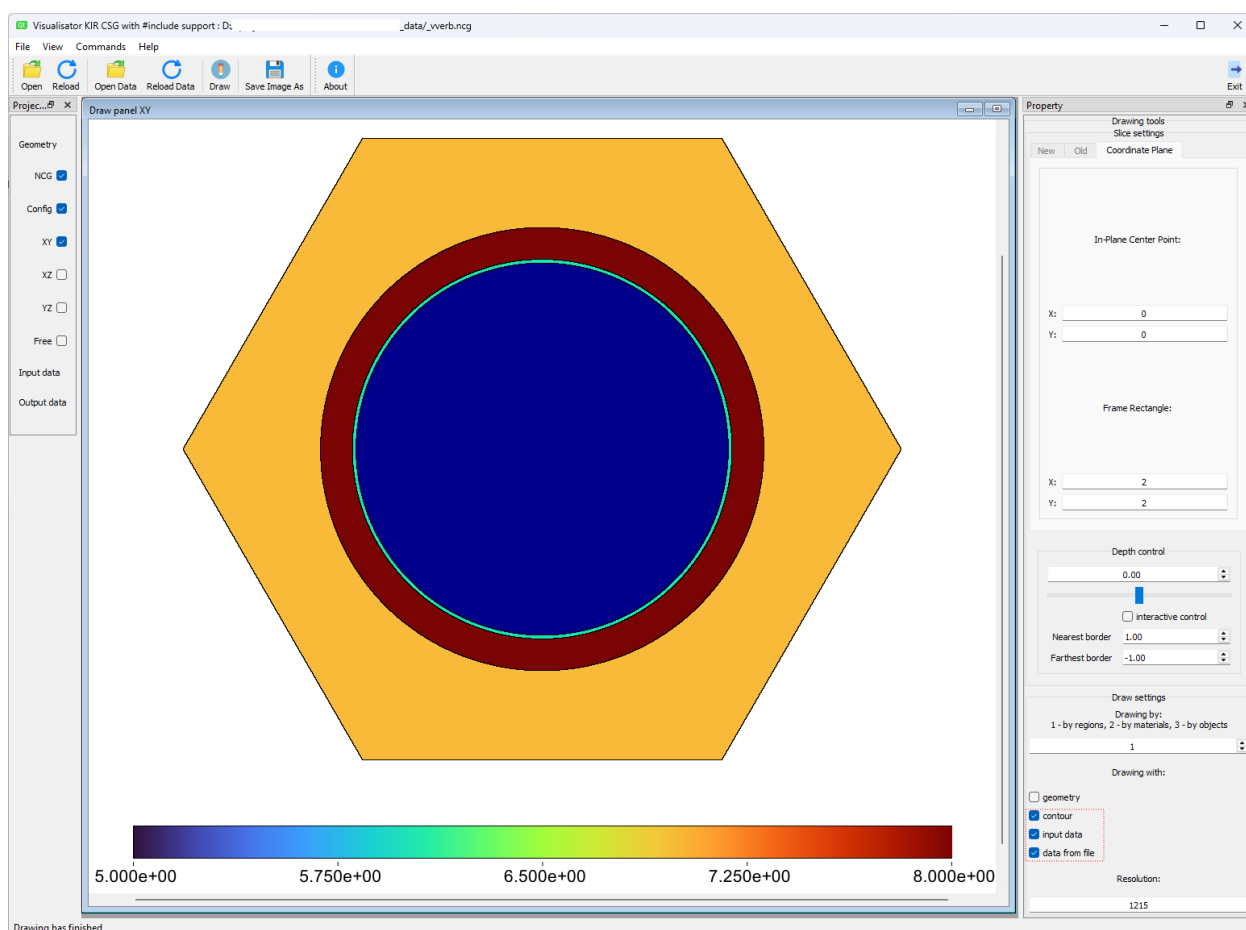 Visualisator KIR CSG with #include support : D: _data/_vverb.ncg
File View Commands Help
Open Reload Open Data Reload Data Draw Save Image As About Exit
Projec...
Draw panel XY
Property
Geometry
NCG
Config
XY
XZ
YZ
Free
Input data
Output data
5.000e+00 5.750e+00 6.500e+00 7.250e+00 8.000e+00
Drawing tools
Slice settings
New Old Coordinate Plane
In-Plane Center Point:
X: 0
Y: 0
Frame Rectangle:
X: 2
Y: 2
Depth control
0.00
interactive control
Nearest border 1.00
Farthest border -1.00
Draw settings
Drawing by:
1 - by regions, 2 - by materials, 3 - by objects
1
Drawing with:
geometry
contour
input data
data from file
Resolution:
1215
Drawing has finished